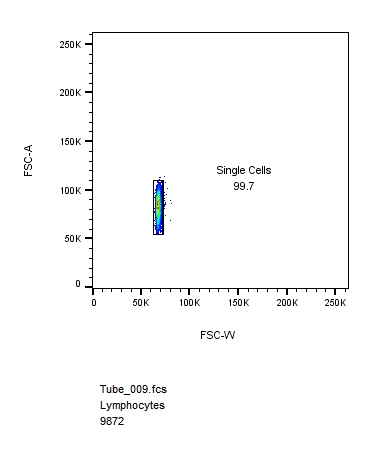 250K
200K
150K
100K
50K
0
FSC-A
Single Cells
99.7
0 50K 100K 150K 200K 250K
FSC-W
Tube_009.fcs
Lymphocytes
9872